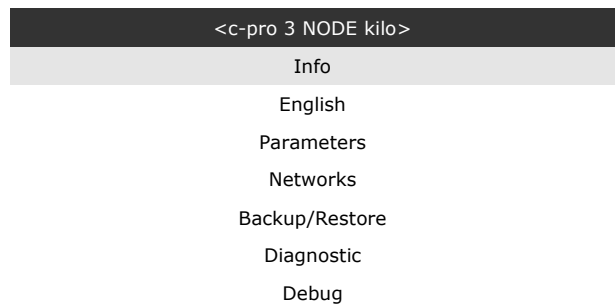 <c-pro 3 NODE kilo>
Info
English
Parameters
Networks
Backup/Restore
Diagnostic
Debug